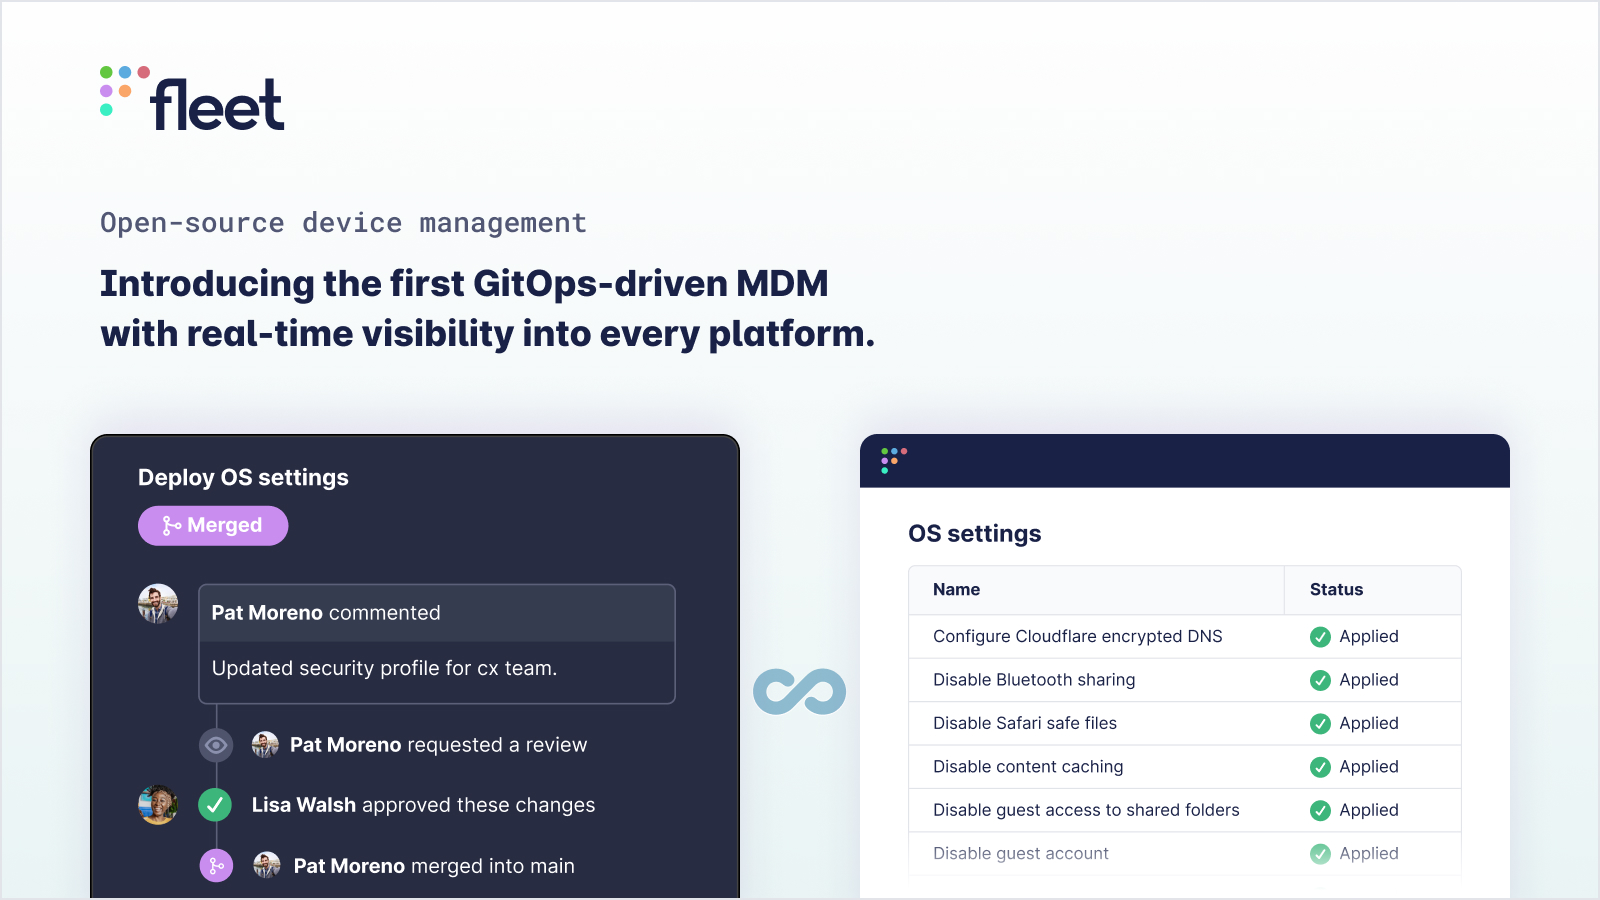 fleet
Open-source device management
Introducing the first GitOps-driven MDM
with real-time visibility into every platform.
Deploy OS settings
Merged
Pat Moreno commented
Updated security profile for cx team.
Pat Moreno requested a review
Lisa Walsh approved these changes
Pat Moreno merged into main
OS settings
Name Status
Configure Cloudflare encrypted DNS Applied
Disable Bluetooth sharing Applied
Disable Safari safe files Applied
Disable content caching Applied
Disable guest access to shared folders Applied
Disable guest account Applied